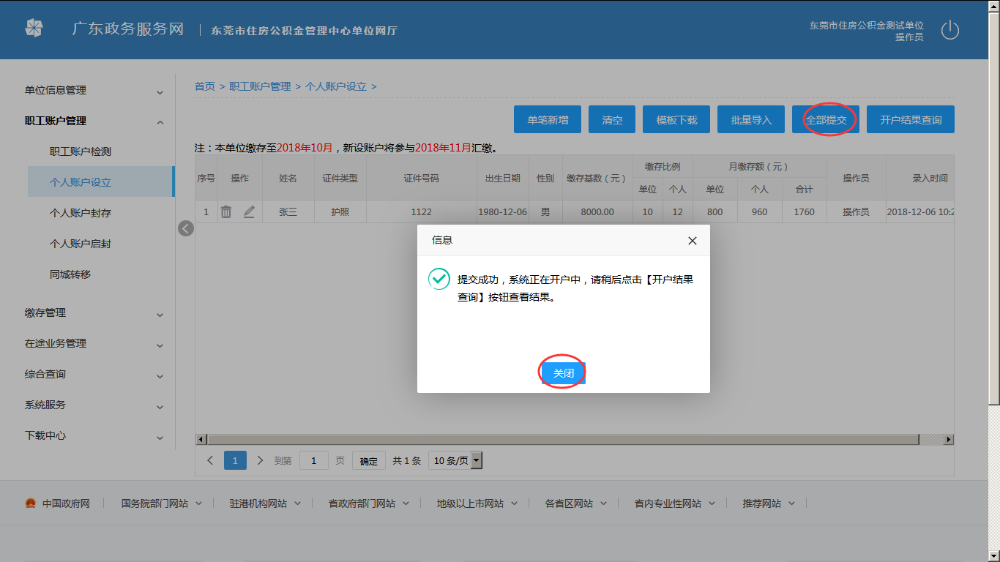 广东政务服务网 | 东莞市住房公积金管理中心单位网厅
东莞市住房公积金测试单位
操作员
单位信息管理
职工账户管理
职工账户检测
个人账户设立
个人账户封存
个人账户启封
同城转移
缴存管理
在途业务管理
综合查询
系统服务
下载中心
首页 > 职工账户管理 > 个人账户设立 >
单笔新增 清空 模板下载 批量导入 全部提交 开户结果查询
注：本单位缴存至2018年10月，新设账户将参与2018年11月汇缴。
序号 操作 姓名 证件类型 证件号码 出生日期 性别 缴存基数（元） 缴存比例 月缴存额（元） 操作员 录入时间
单位 个人 单位 个人 合计
1 张三 护照 1122 1980-12-06 男 8000.00 10 12 800 960 1760 操作员 2018-12-06 10:2
信息
提交成功，系统正在开户中，请稍后点击【开户结果
查询】按钮查看结果。
关闭
1 到第 1 页 确定 共 1 条 10 条/页
中国政府网 国务院部门网站 驻港机构网站 省政府部门网站 地级以上市网站 各省区网站 省内专业性网站 推荐网站